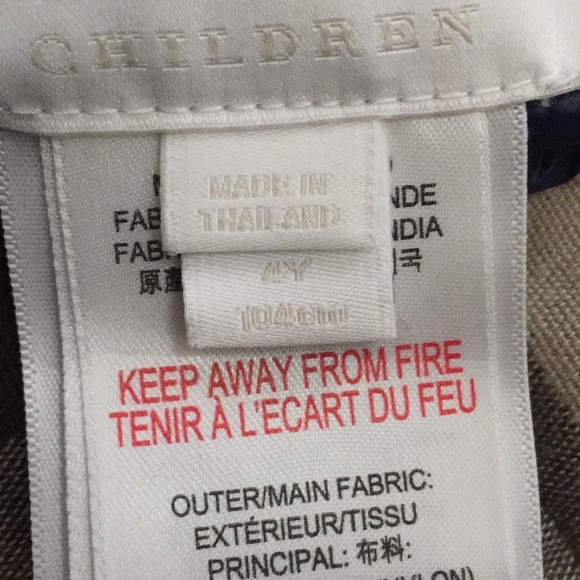 CHILDREN
MADE IN
THAILAND
4Y
104cm
NDE
FAB
NDIA
FAB
原產
국
KEEP AWAY FROM FIRE
TENIR À L'ECART DU FEU
OUTER/MAIN FABRIC:
EXTÉRIEUR/TISSU
PRINCIPAL: 布料: